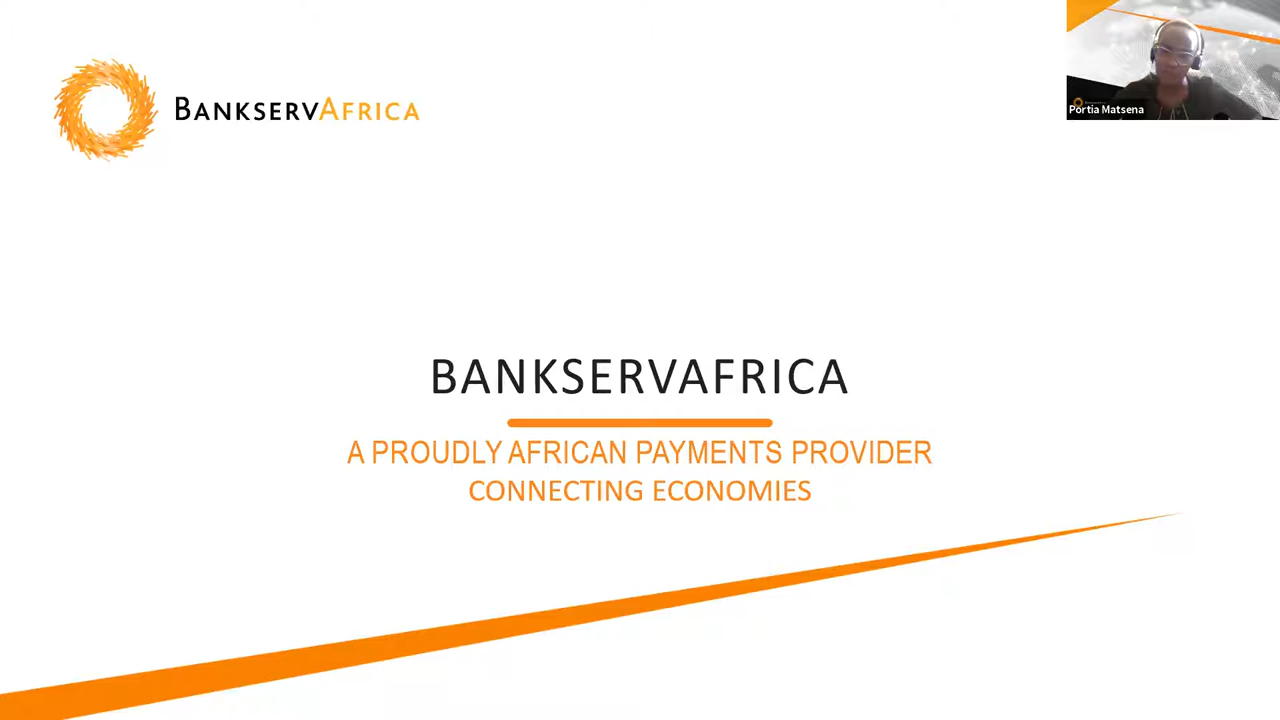 BANKSERVAFRICA
Portia Matsena
BANKSERVAFRICA
A PROUDLY AFRICAN PAYMENTS PROVIDER
CONNECTING ECONOMIES